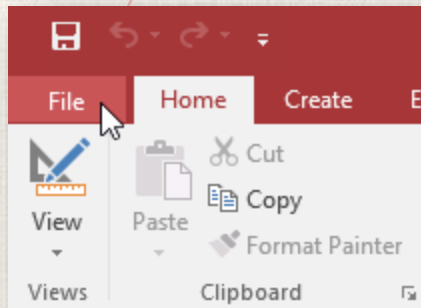 File Home Create E
Cut
Copy
View Paste
Format Painter
Views Clipboard